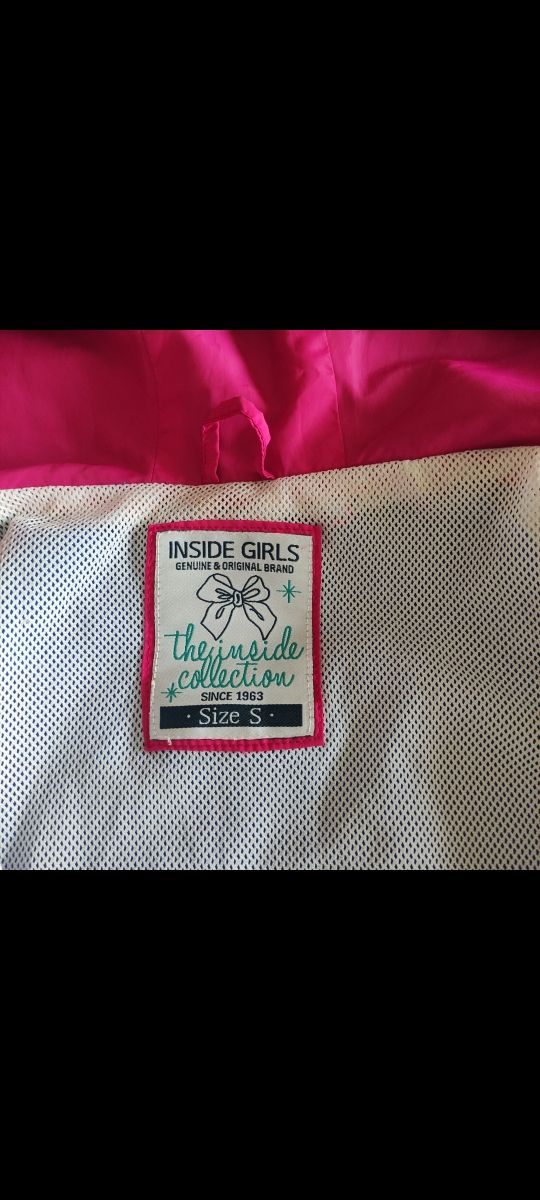 INSIDE GIRLS
GENUINE & ORIGINAL BRAND
the inside
collection
SINCE 1963
· Size S ·